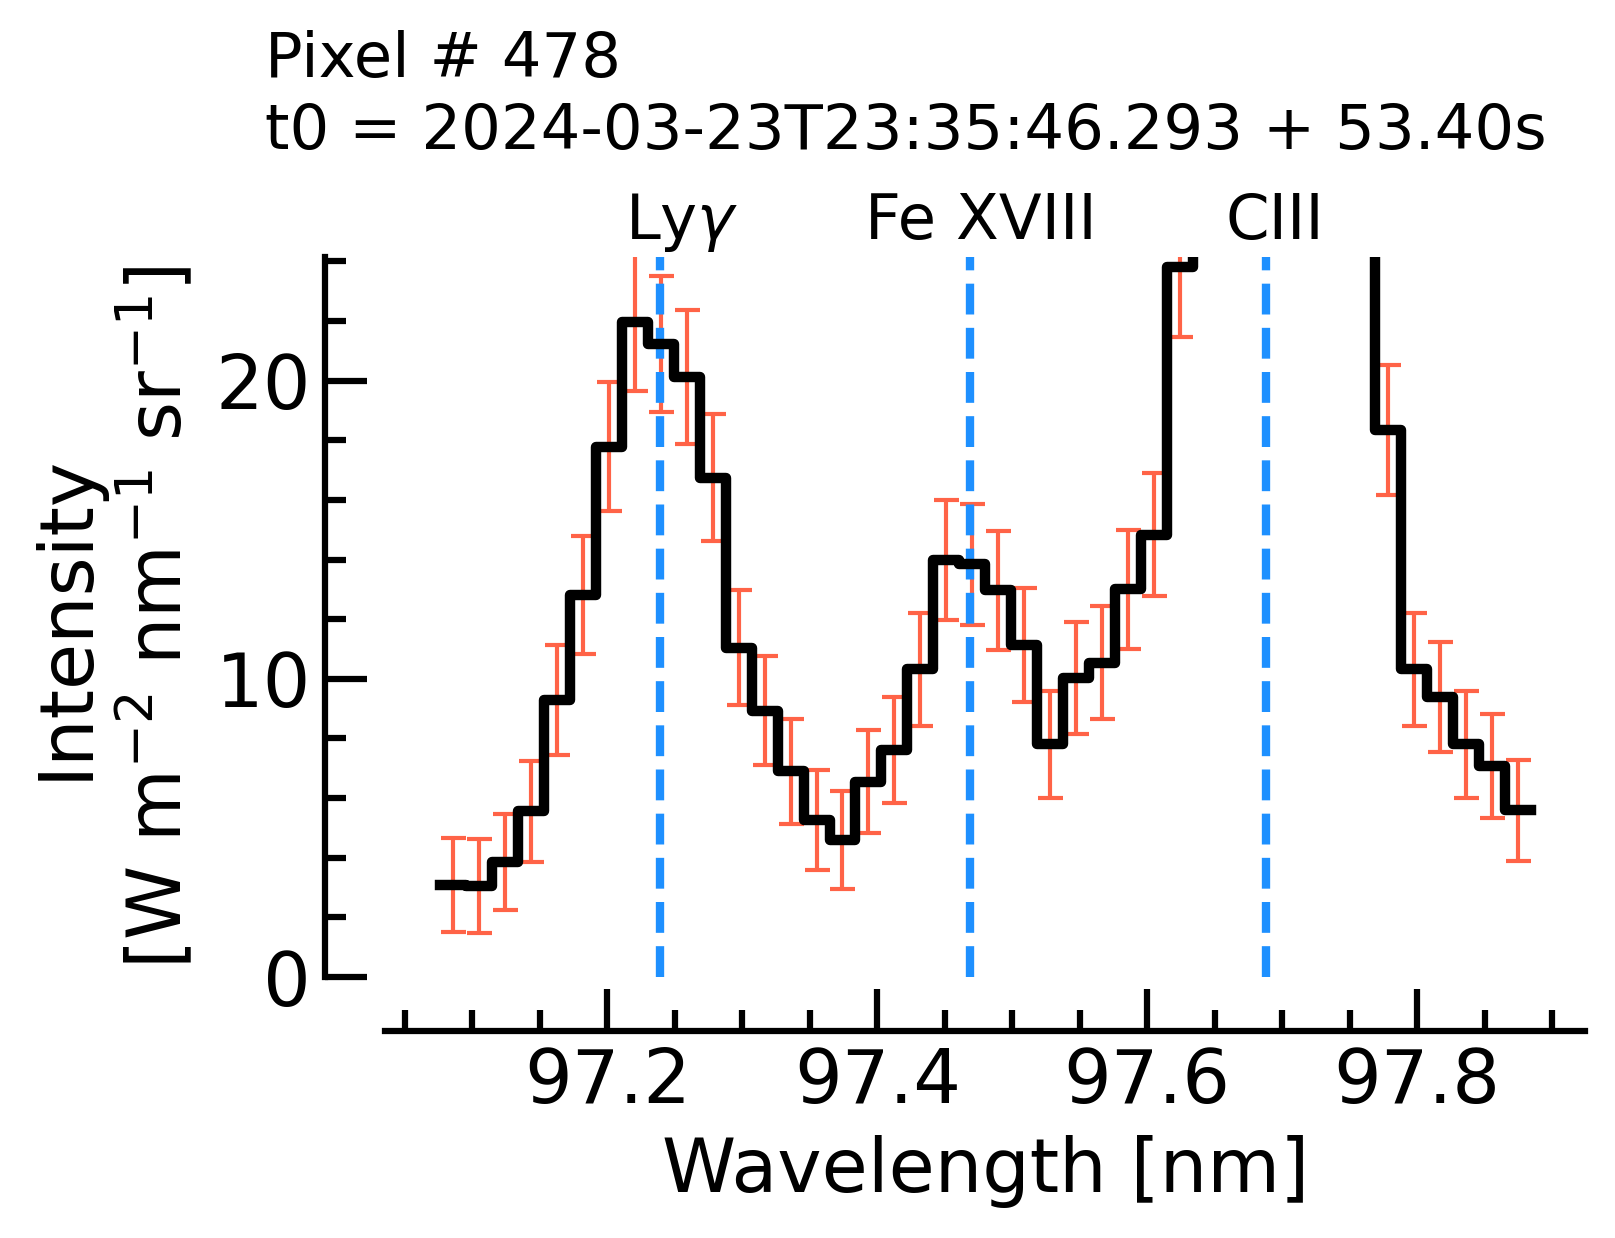 Pixel # 478
t0 = 2024-03-23T23:35:46.293 + 53.40s
Lyγ Fe XVIII CIII
Intensity
[W m⁻² nm⁻¹ sr⁻¹]
20
10
0
97.2 97.4 97.6 97.8
Wavelength [nm]